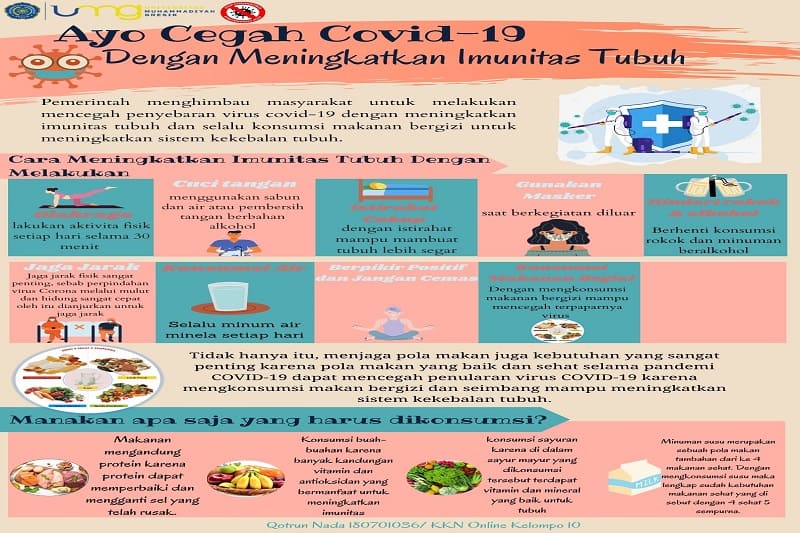 umg UNIVERSITAS
MUHAMMADIYAH
GRESIK
Ayo Cegah Covid-19
Dengan Meningkatkan Imunitas Tubuh
Pemerintah menghimbau masyarakat untuk melakukan
mencegah penyebaran virus covid-19 dengan meningkatkan
imunitas tubuh dan selalu konsumsi makanan bergizi untuk
meningkatkan sistem kekebalan tubuh.
Cara Meningkatkan Imunitas Tubuh Dengan
Melakukan
Olahraga
lakukan aktivita fisik
setiap hari selama 30
menit
Cuci tangan
menggunakan sabun
dan air atau pembersih
tangan berbahan
alkohol
Istirahat
Cukup
dengan istirahat
mampu mambuat
tubuh lebih segar
Gunakan
Masker
saat berkegiatan diluar
Hindari rokok
& alkohol
Berhenti konsumsi
rokok dan minuman
beralkohol
Jaga Jarak
Jaga jarak fisik sangat
penting, sebab perpindahan
virus Corona melalui mulut
dan hidung sangat cepat
oleh itu dianjurkan untuk
jaga jarak
Konsumsi Air
Selalu minum air
minela setiap hari
Berpikir Positif
dan Jangan Cemas
Konsumsi
Makanan Begizi
Dengan mengkonsumsi
makanan bergizi mampu
mencegah terpaparnya
virus
Tidak hanya itu, menjaga pola makan juga kebutuhan yang sangat
penting karena pola makan yang baik dan sehat selama pandemi
COVID-19 dapat mencegah penularan virus COVID-19 karena
mengkonsumsi makan bergizi dan seimbang mampu meningkatkan
sistem kekebalan tubuh.
Manakan apa saja yang harus dikonsumsi?
Makanan
mengandung
protein karena
protein dapat
memperbaiki dan
mengganti sel yang
telah rusak.
Konsumsi buah-
buahan karena
banyak kandungan
vitamin dan
antioksidan yang
bermanfaat untuk
meningkatkan
imunitas
konsumsi sayuran
karena di dalam
sayur mayur yang
dikonsumsi
tersebut terdapat
vitamin dan mineral
yang baik untuk
tubuh
MILK
Minuman susu merupakan
sebuah pola makan
tambahan dari ke 4
makanan sehat. Dengan
mengkonsumsi susu maka
lengkap sudah kebutuhan
makanan sehat yang di
sebut dengan 4 sehat 5
sempurna.
Qotrun Nada 180701036/ KKN Online Kelompo 10